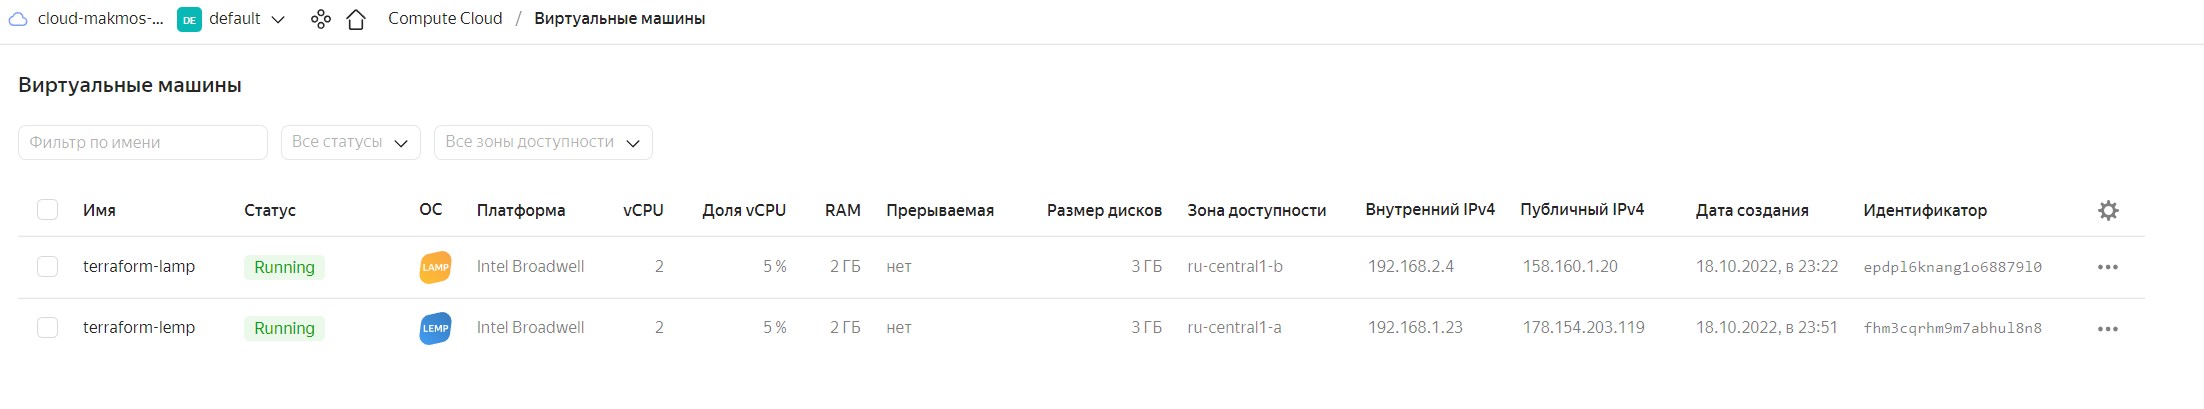 cloud-makmos-... DE default Compute Cloud / Виртуальные машины
Виртуальные машины
Фильтр по имени Все статусы Все зоны доступности
Имя Статус ОС Платформа vCPU Доля vCPU RAM Прерываемая Размер дисков Зона доступности Внутренний IPv4 Публичный IPv4 Дата создания Идентификатор
terraform-lamp Running LAMP Intel Broadwell 2 5 % 2 ГБ нет 3 ГБ ru-central1-b 192.168.2.4 158.160.1.20 18.10.2022, в 23:22 epdpl6knang1o68879l0 •••
terraform-lemp Running LEMP Intel Broadwell 2 5 % 2 ГБ нет 3 ГБ ru-central1-a 192.168.1.23 178.154.203.119 18.10.2022, в 23:51 fhm3cqrhm9m7abhul8n8 •••